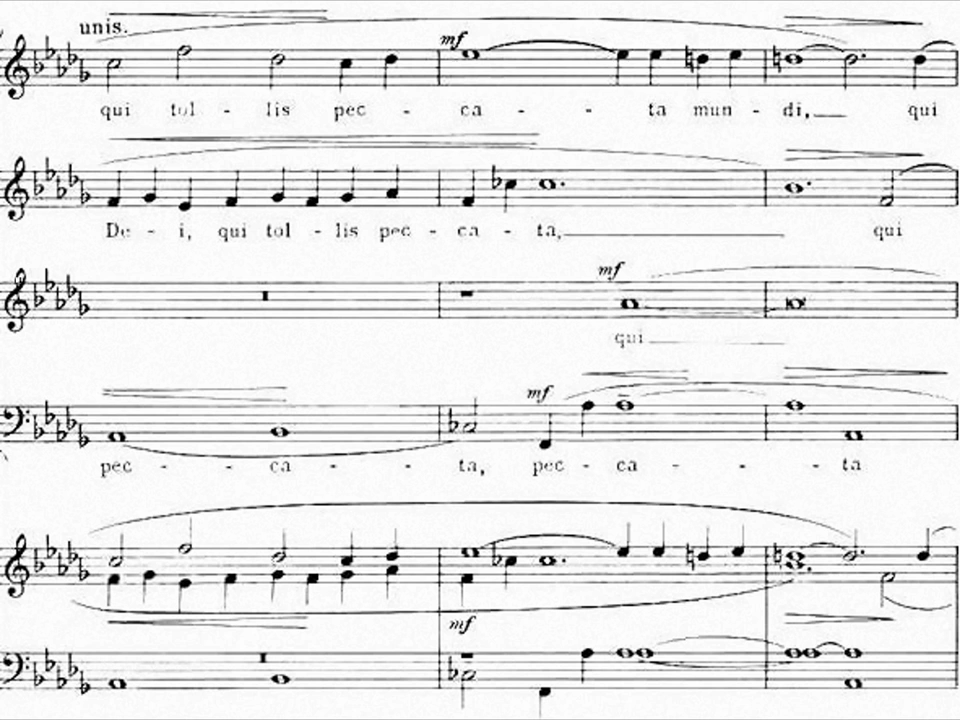 unis.
mf
qui tol - lis pec - ca - - ta mun - di, qui
De - i, qui tol - lis pec - ca - ta, qui
mf
qui
mf
pec - - ca - - ta, pec - ca - - ta
mf